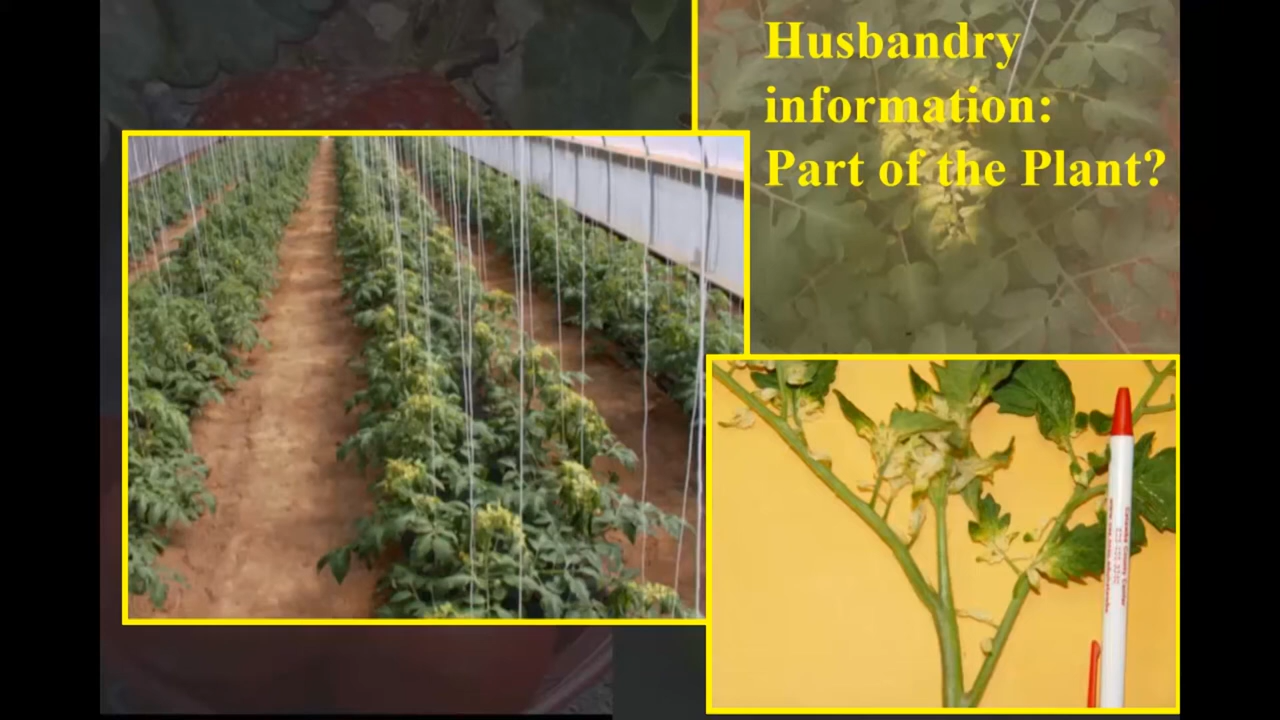 Husbandry
information:
Part of the Plant?